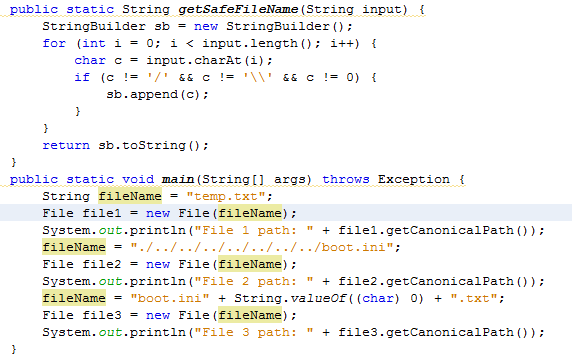 public static String getSafeFileName(String input) {
StringBuilder sb = new StringBuilder();
for (int i = 0; i < input.length(); i++) {
char c = input.charAt(i);
if (c != '/' && c != '\\' && c != 0) {
sb.append(c);
}
}
return sb.toString();
}
public static void main(String[] args) throws Exception {
String fileName = "temp.txt";
File file1 = new File(fileName);
System.out.println("File 1 path: " + file1.getCanonicalPath());
fileName = "./../../../../../../../boot.ini";
File file2 = new File(fileName);
System.out.println("File 2 path: " + file2.getCanonicalPath());
fileName = "boot.ini" + String.valueOf((char) 0) + ".txt";
File file3 = new File(fileName);
System.out.println("File 3 path: " + file3.getCanonicalPath());
}